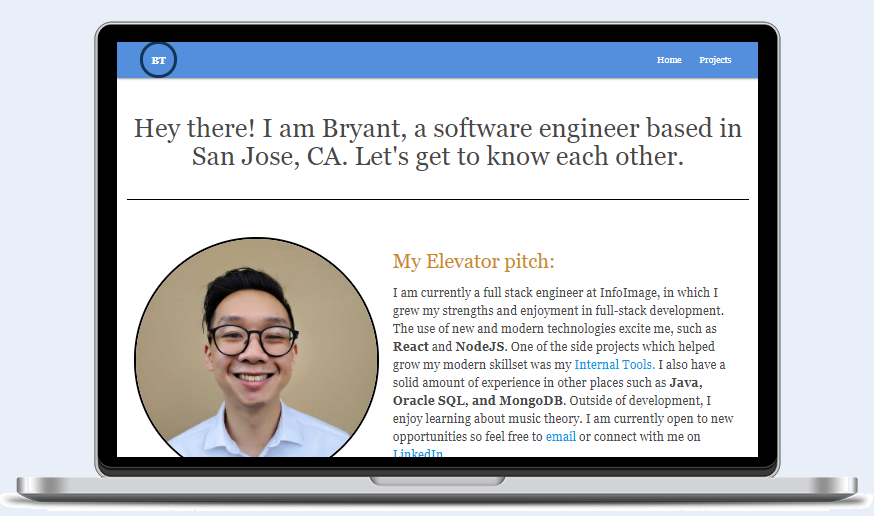 BT
Home Projects
Hey there! I am Bryant, a software engineer based in
San Jose, CA. Let's get to know each other.
My Elevator pitch:
I am currently a full stack engineer at InfoImage, in which I
grew my strengths and enjoyment in full-stack development.
The use of new and modern technologies excite me, such as
React and NodeJS. One of the side projects which helped
grow my modern skillset was my Internal Tools. I also have a
solid amount of experience in other places such as Java,
Oracle SQL, and MongoDB. Outside of development, I
enjoy learning about music theory. I am currently open to new
opportunities so feel free to email or connect with me on
LinkedIn